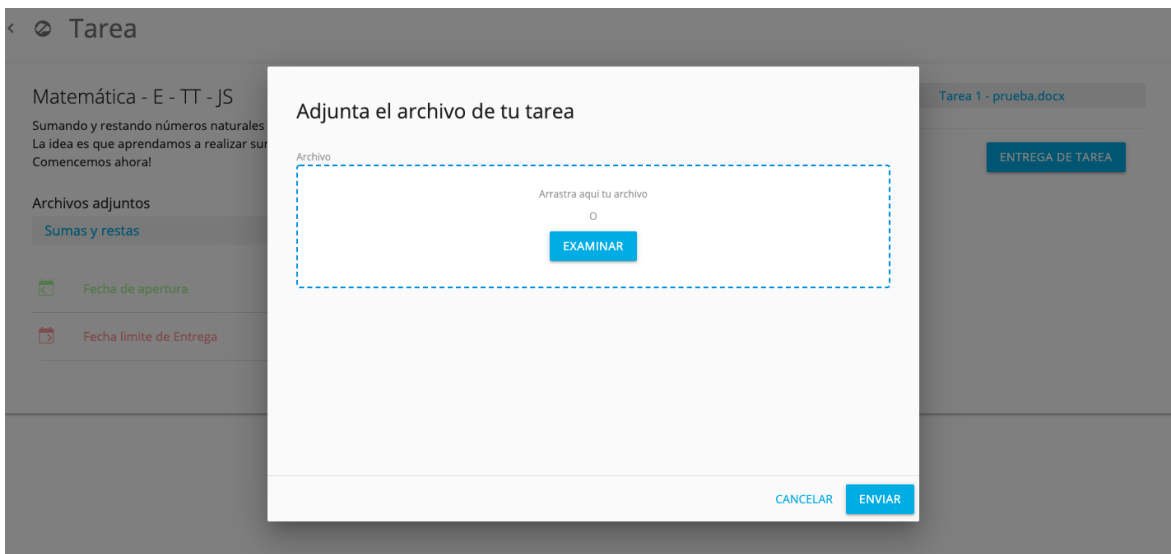 Tarea
Matemática - E - TT - JS
Sumando y restando números naturales
La idea es que aprendamos a realizar sur
Comencemos ahora!
Archivos adjuntos
Sumas y restas
Fecha de apertura
Fecha limite de Entrega
Adjunta el archivo de tu tarea
Archivo
Arrastra aqui tu archivo
O
EXAMINAR
CANCELAR ENVIAR
Tarea 1 - prueba.docx
ENTREGA DE TAREA